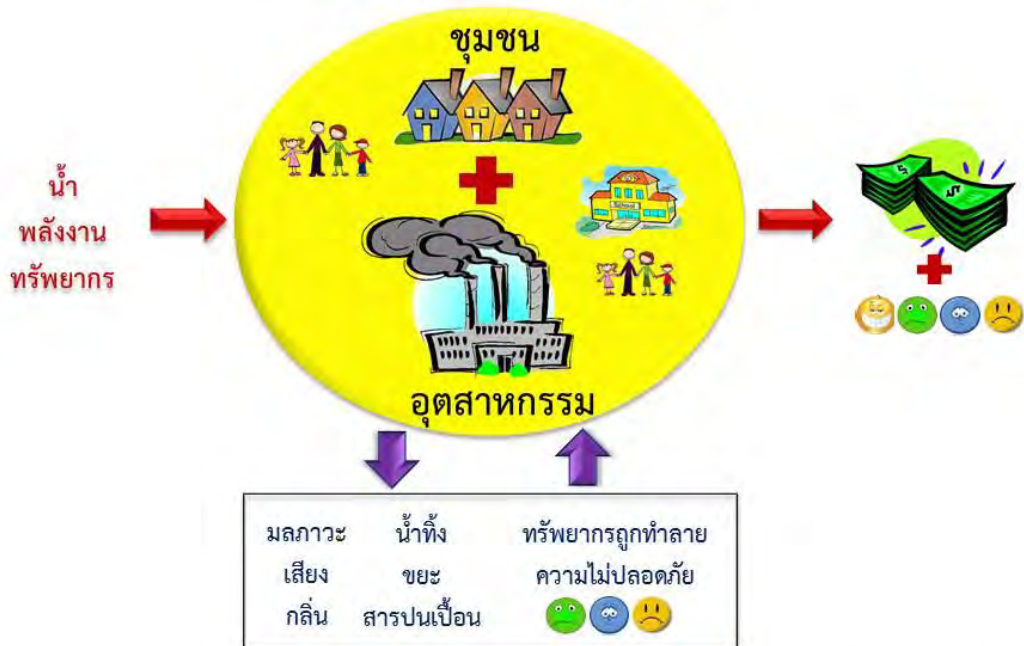 ชุมชน
น้ำ
พลังงาน
ทรัพยากร
School
อุตสาหกรรม
มลภาวะ น้ำทิ้ง ทรัพยากรถูกทำลาย
เสียง ขยะ ความไม่ปลอดภัย
กลิ่น สารปนเปื้อน